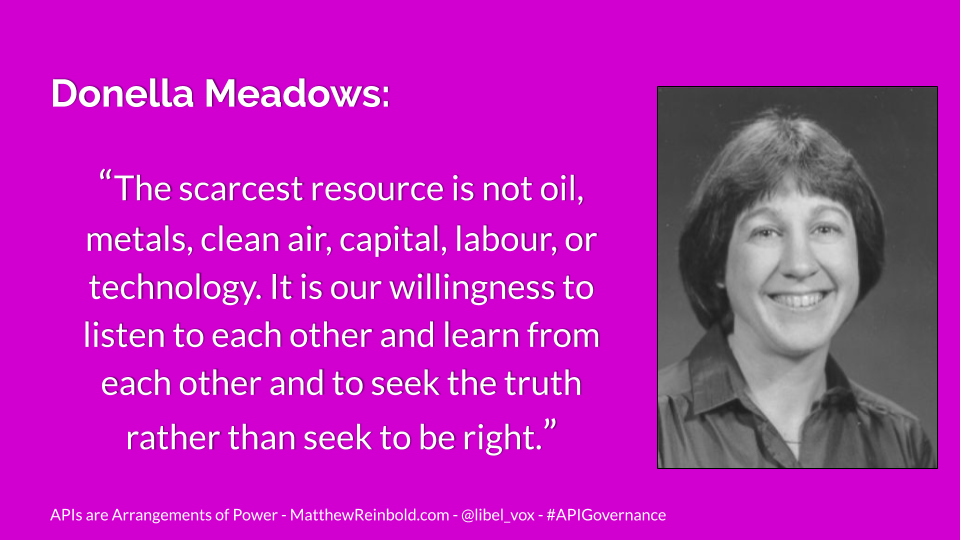 Donella Meadows:
“The scarcest resource is not oil,
metals, clean air, capital, labour, or
technology. It is our willingness to
listen to each other and learn from
each other and to seek the truth
rather than seek to be right.”
APIs are Arrangements of Power - MatthewReinbold.com - @libel_vox - #APIGovernance